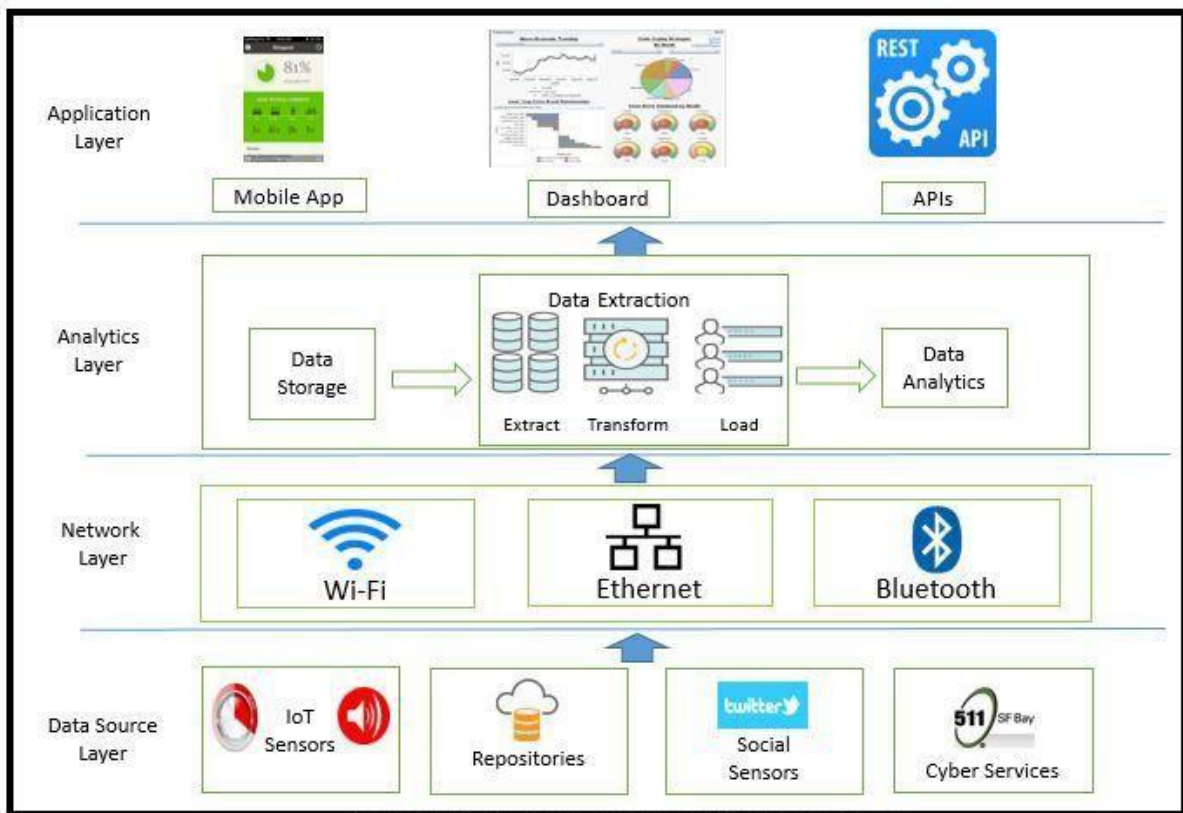 Application
Layer
81%
REST
API
Mobile App
Dashboard
APIs
Analytics
Layer
Data Extraction
Data
Storage
Extract
Transform
Load
Data
Analytics
Network
Layer
Wi-Fi
Ethernet
Bluetooth
Data Source
Layer
IoT
Sensors
Repositories
twitter
Social
Sensors
511 SF Bay
Cyber Services